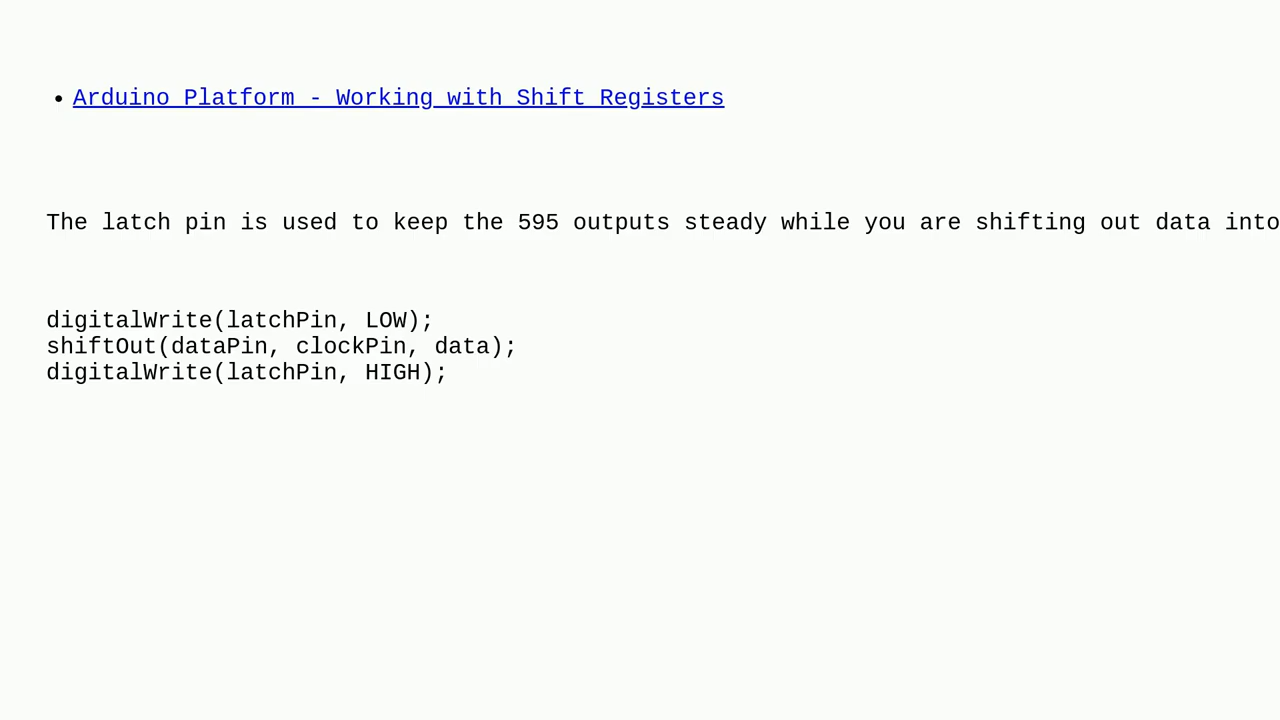 • Arduino Platform - Working with Shift Registers
The latch pin is used to keep the 595 outputs steady while you are shifting out data into
digitalWrite(latchPin, LOW);
shiftOut(dataPin, clockPin, data);
digitalWrite(latchPin, HIGH);